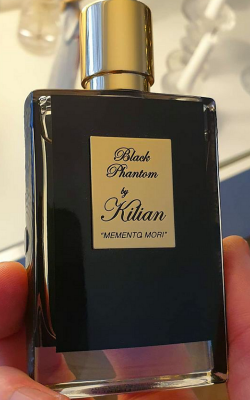 Black
Phantom
by
Kilian
"MEMENTO MORI"